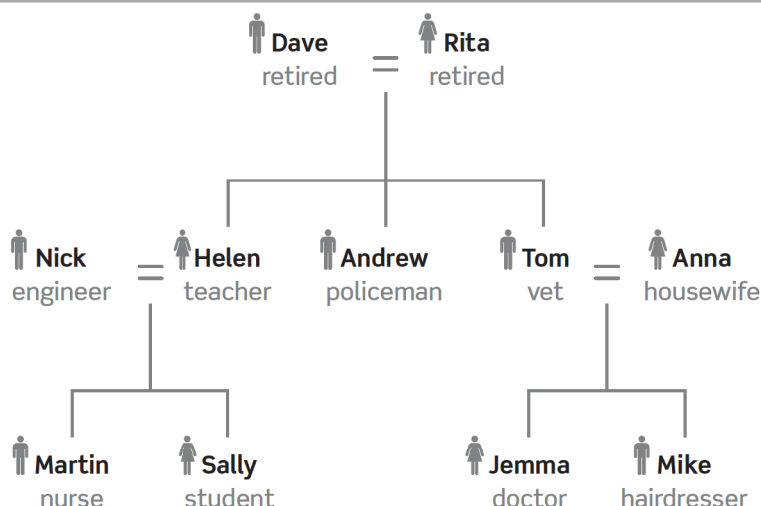 Dave
retired
=
Rita
retired
Nick
engineer
=
Helen
teacher
Andrew
policeman
Tom
vet
=
Anna
housewife
Martin
nurse
Sally
student
Jemma
doctor
Mike
hairdresser